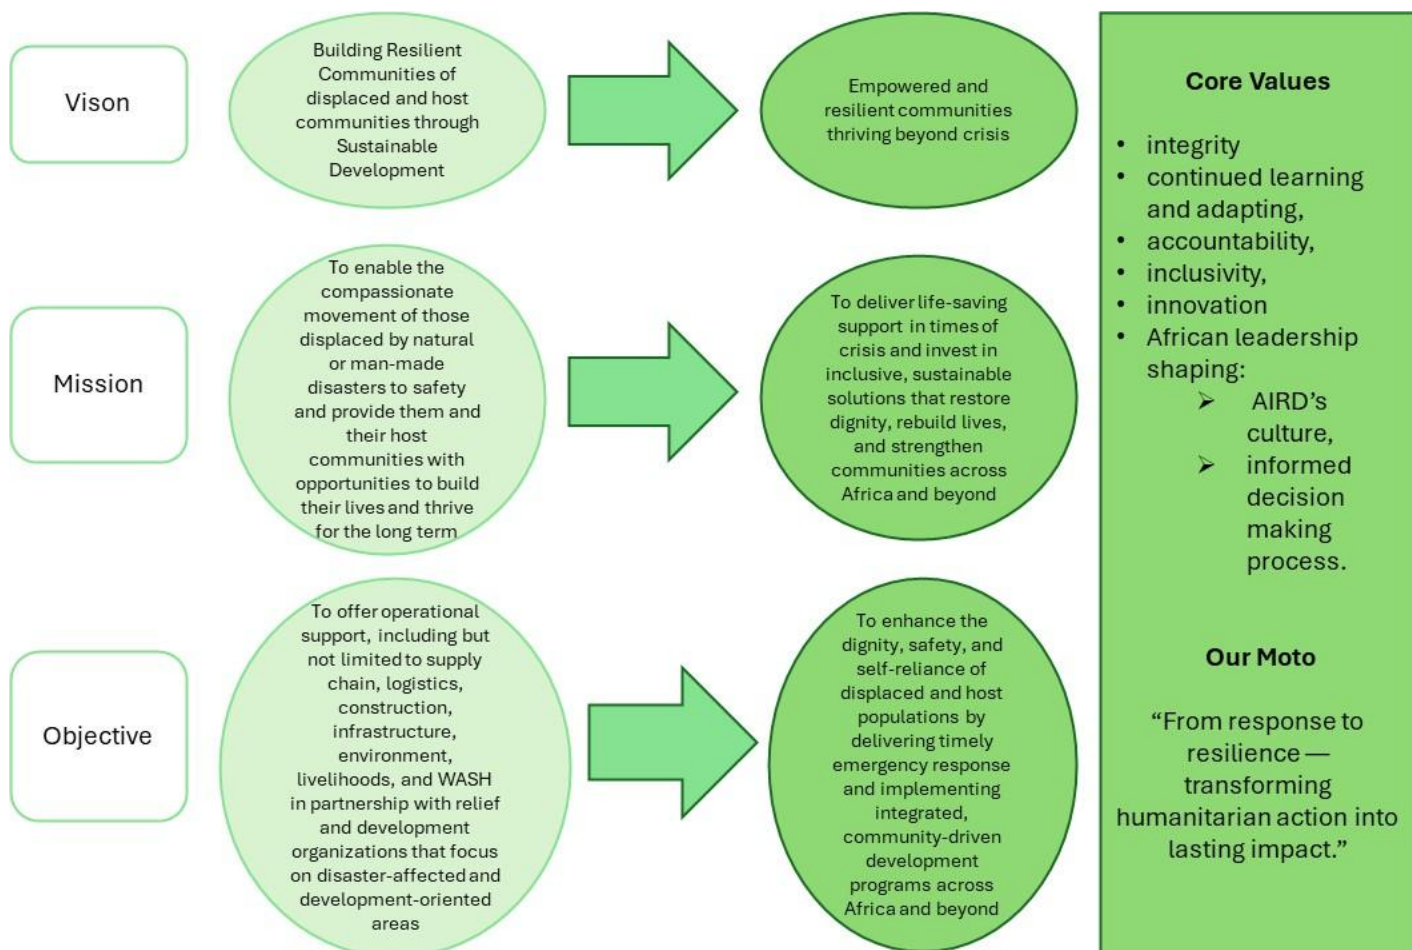 Vison
Building Resilient
Communities of
displaced and host
communities through
Sustainable
Development
Empowered and
resilient communities
thriving beyond crisis
Mission
To enable the
compassionate
movement of those
displaced by natural
or man-made
disasters to safety
and provide them and
their host
communities with
opportunities to build
their lives and thrive
for the long term
To deliver life-saving
support in times of
crisis and invest in
inclusive, sustainable
solutions that restore
dignity, rebuild lives,
and strengthen
communities across
Africa and beyond
Objective
To offer operational
support, including but
not limited to supply
chain, logistics,
construction,
infrastructure,
environment,
livelihoods, and WASH
in partnership with relief
and development
organizations that focus
on disaster-affected and
development-oriented
areas
To enhance the
dignity, safety, and
self-reliance of
displaced and host
populations by
delivering timely
emergency response
and implementing
integrated,
community-driven
development
programs across
Africa and beyond
Core Values
• integrity
• continued learning
and adapting,
• accountability,
• inclusivity,
• innovation
• African leadership
shaping:
➢ AIRD’s
culture,
➢ informed
decision
making
process.
Our Moto
“From response to
resilience —
transforming
humanitarian action into
lasting impact.”